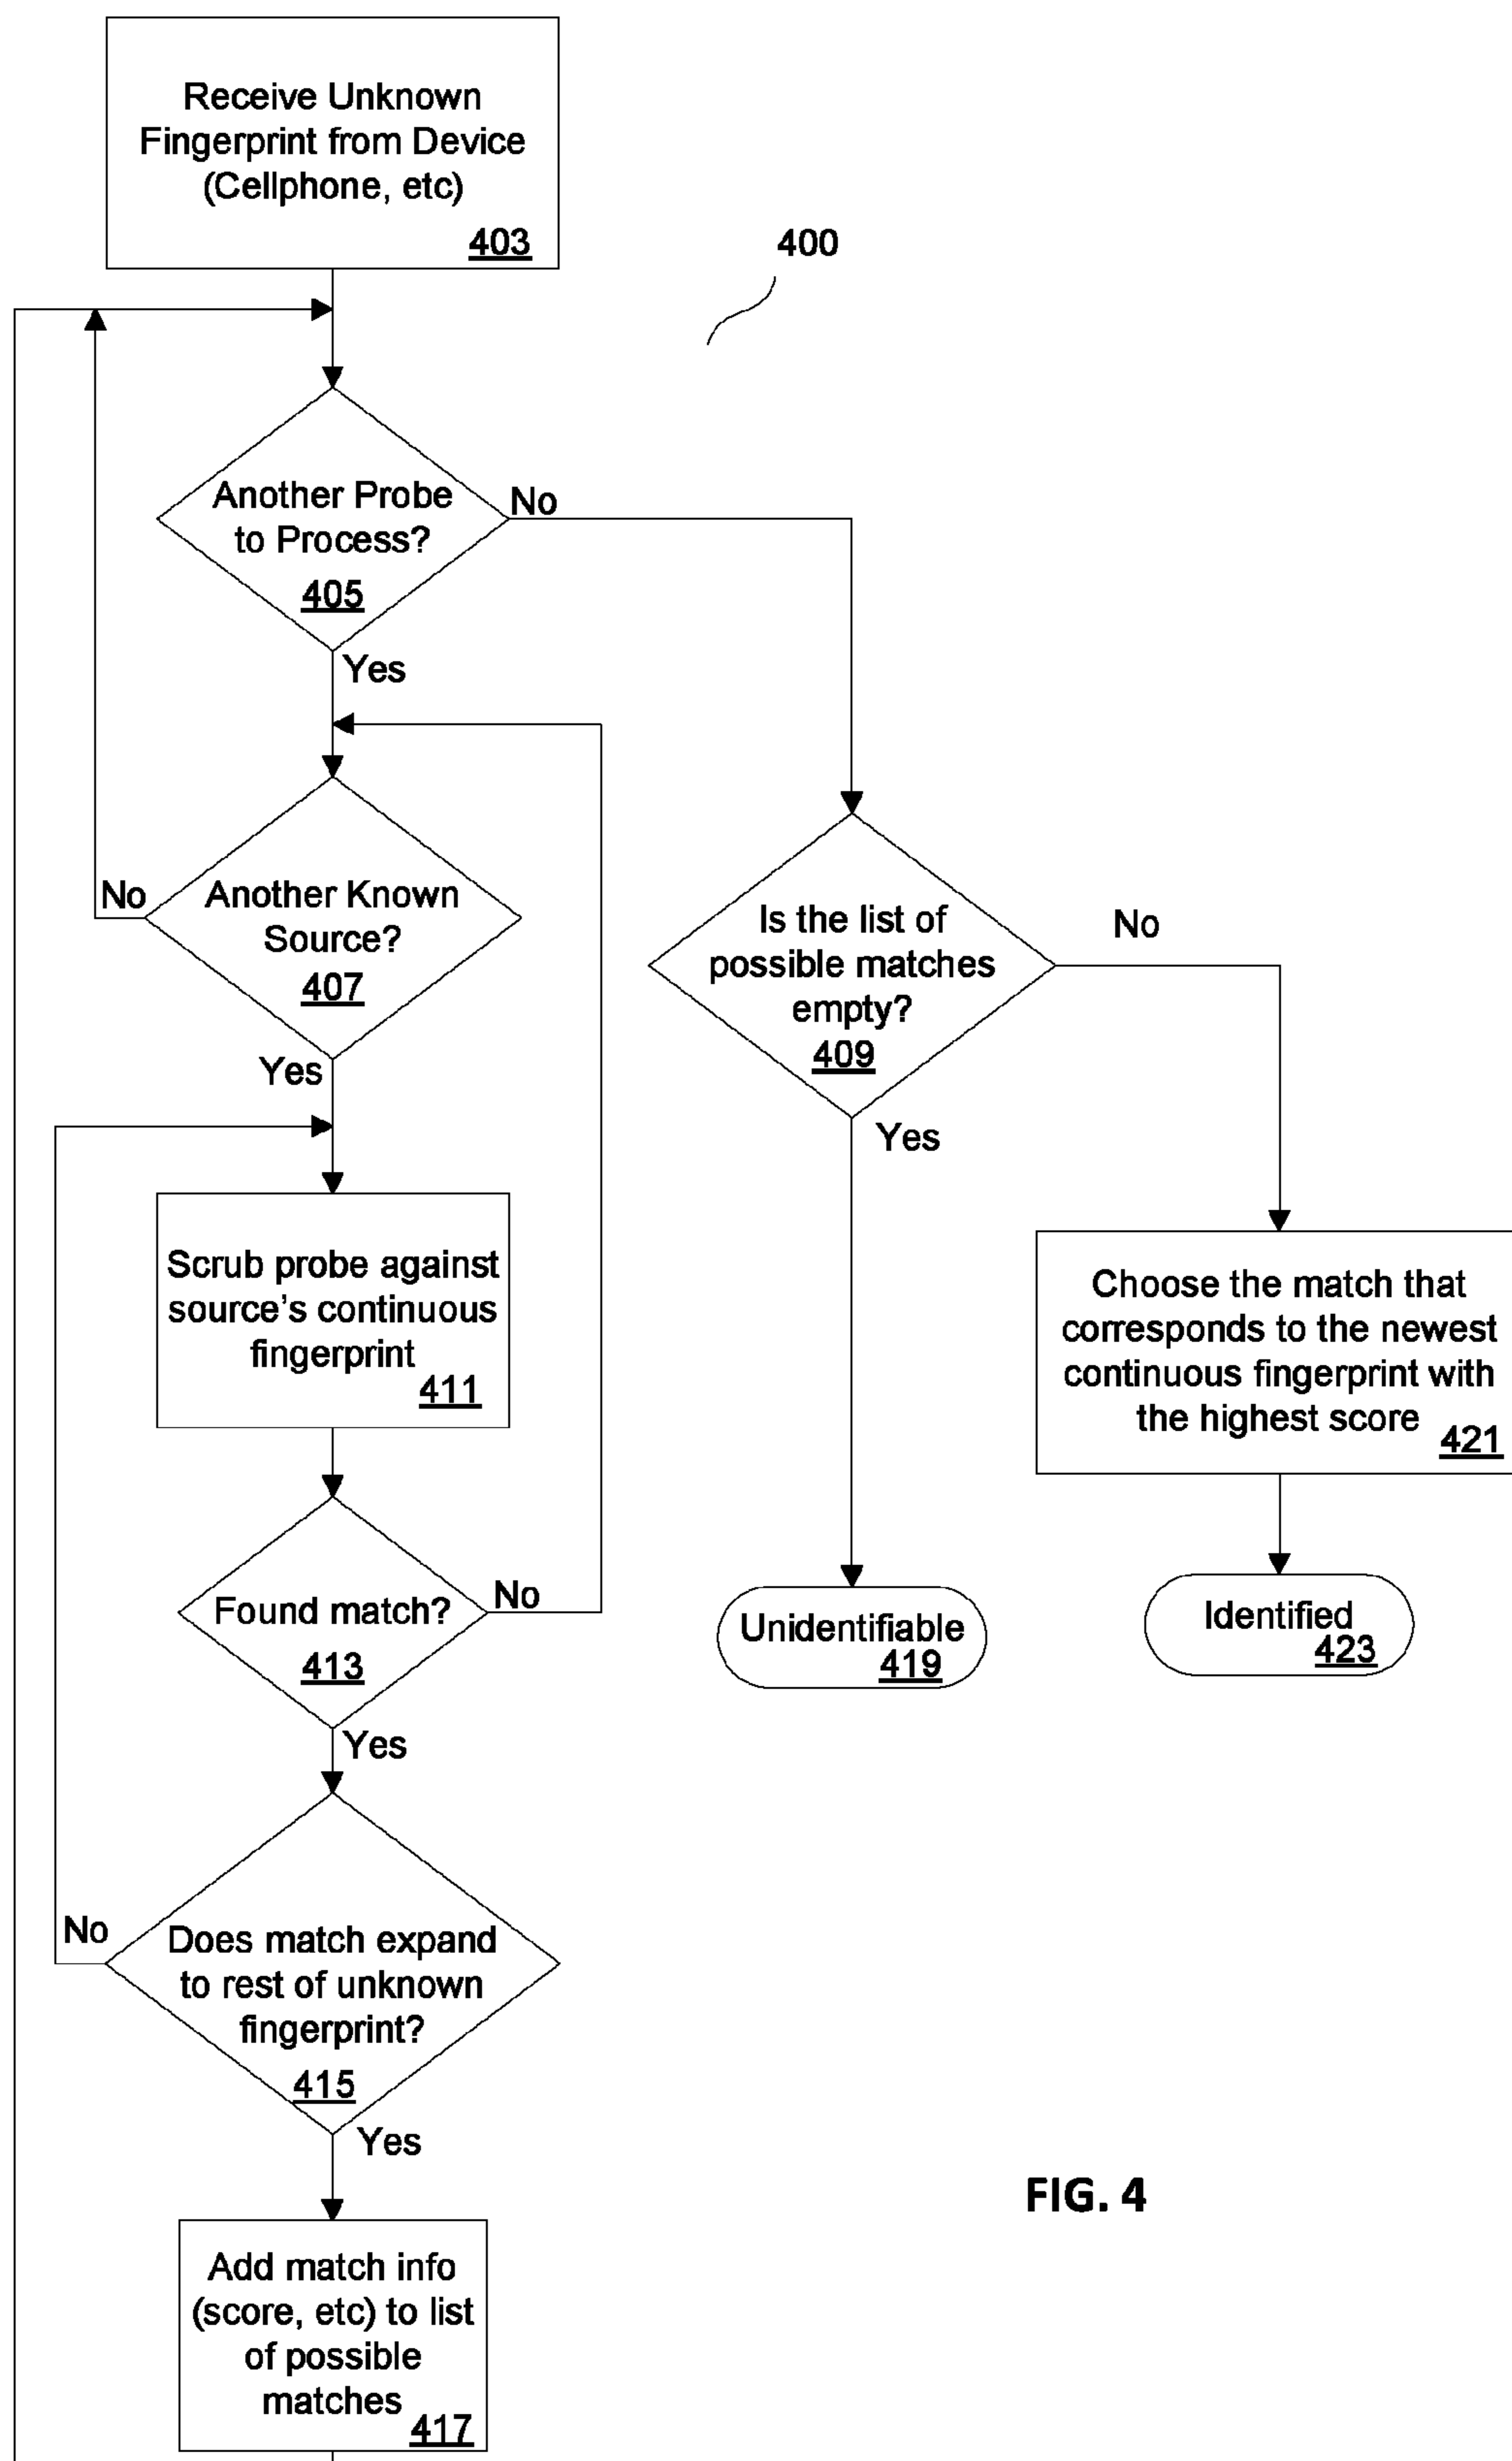 Receive Unknown
Fingerprint from Device
(Cellphone, etc)
403
400
Another Probe
to Process?
405
No
Yes
Another Known
Source?
407
No
Yes
Is the list of
possible matches
empty?
409
No
Yes
Scrub probe against
source's continuous
fingerprint
411
Choose the match that
corresponds to the newest
continuous fingerprint with
the highest score
421
Found match?
413
No
Yes
Unidentifiable
419
Identified
423
Does match expand
to rest of unknown
fingerprint?
415
No
Yes
Add match info
(score, etc) to list
of possible
matches
417
FIG. 4